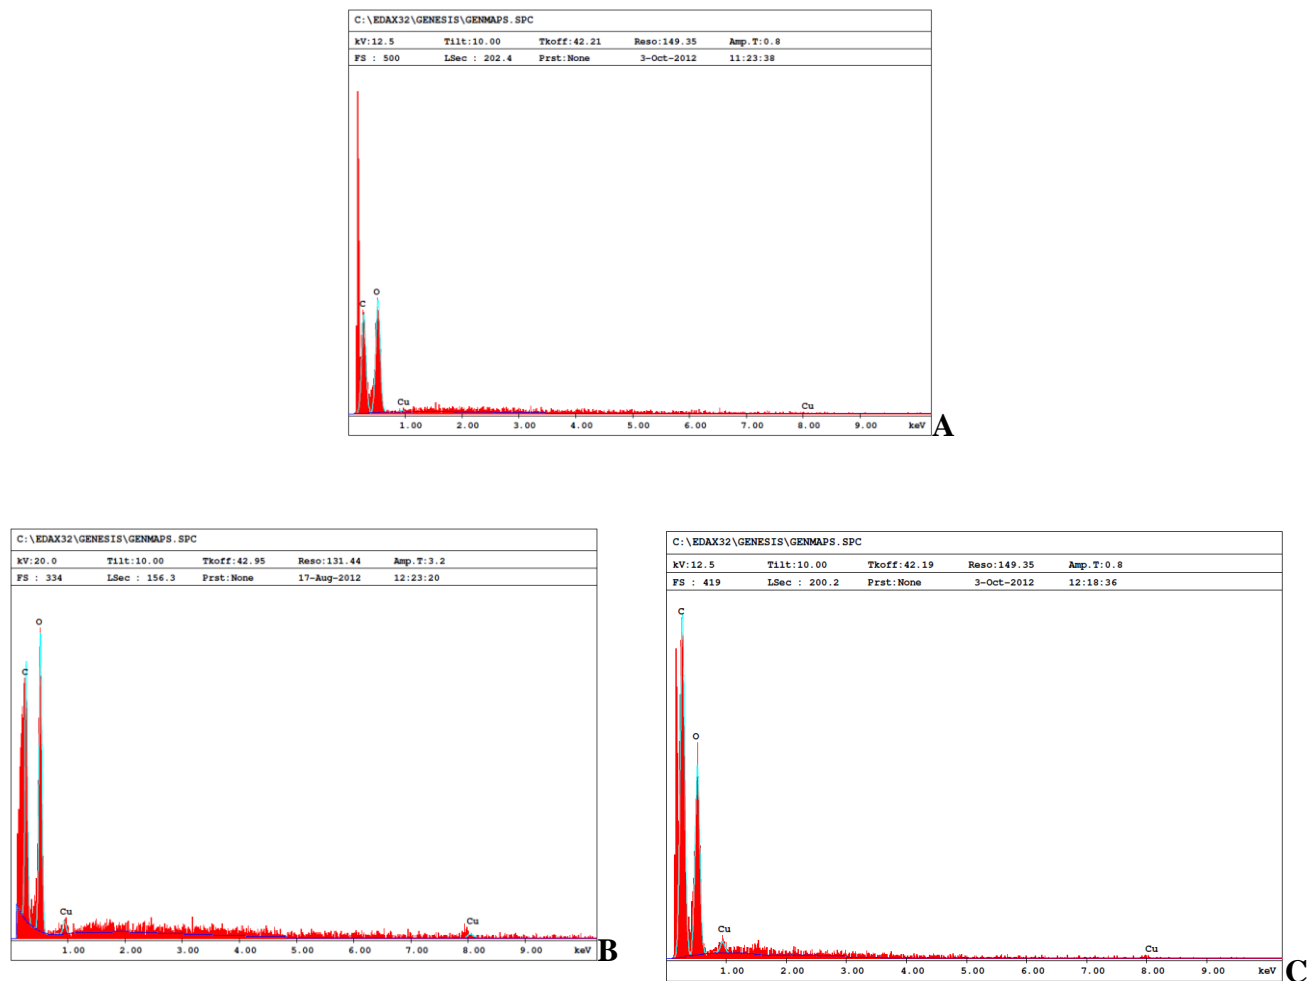 C:\EDAX32\GENESIS\GENMAPS.SPC
kV:12.5 Tilt:10.00 Tkoff:42.21 Reso:149.35 Amp.T:0.8
FS : 500 LSec : 202.4 Prst:None 3-Oct-2012 11:23:38
O
C
Cu Cu
1.00 2.00 3.00 4.00 5.00 6.00 7.00 8.00 9.00 keV
A
C:\EDAX32\GENESIS\GENMAPS.SPC
kV:20.0 Tilt:10.00 Tkoff:42.95 Reso:131.44 Amp.T:3.2
FS : 334 LSec : 156.3 Prst:None 17-Aug-2012 12:23:20
O
C
Cu Cu
1.00 2.00 3.00 4.00 5.00 6.00 7.00 8.00 9.00 keV
B
C:\EDAX32\GENESIS\GENMAPS.SPC
kV:12.5 Tilt:10.00 Tkoff:42.19 Reso:149.35 Amp.T:0.8
FS : 419 LSec : 200.2 Prst:None 3-Oct-2012 12:18:36
C
O
Cu Cu
1.00 2.00 3.00 4.00 5.00 6.00 7.00 8.00 9.00 keV
C